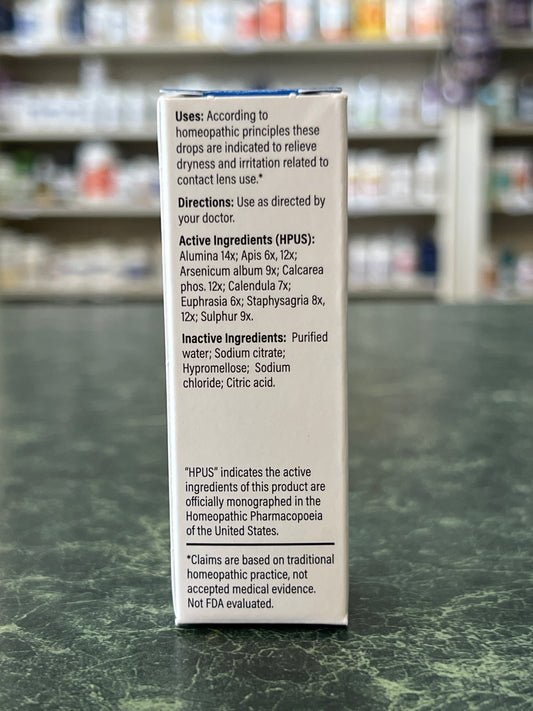 Uses: According to
homeopathic principles these
drops are indicated to relieve
dryness and irritation related to
contact lens use.*
Directions: Use as directed by
your doctor.
Active Ingredients (HPUS):
Alumina 14x; Apis 6x, 12x;
Arsenicum album 9x; Calcarea
phos. 12x; Calendula 7x;
Euphrasia 6x; Staphysagria 8x,
12x; Sulphur 9x.
Inactive Ingredients: Purified
water; Sodium citrate;
Hypromellose; Sodium
chloride; Citric acid.
"HPUS" indicates the active
ingredients of this product are
officially monographed in the
Homeopathic Pharmacopoeia
of the United States.
*Claims are based on traditional
homeopathic practice, not
accepted medical evidence.
Not FDA evaluated.